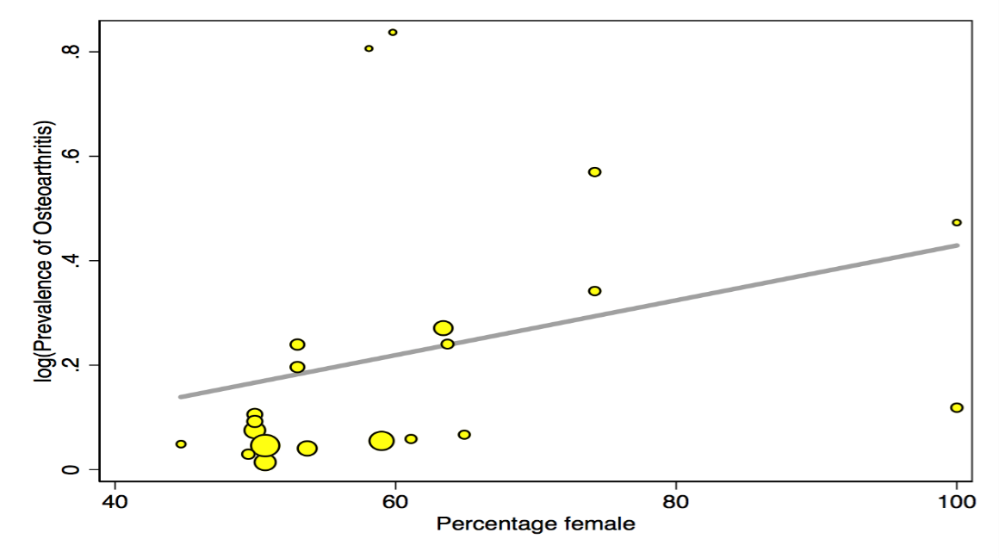 log(Prevalence of Osteoarthritis)
.8
.6
.4
.2
0
40 60 80 100
Percentage female